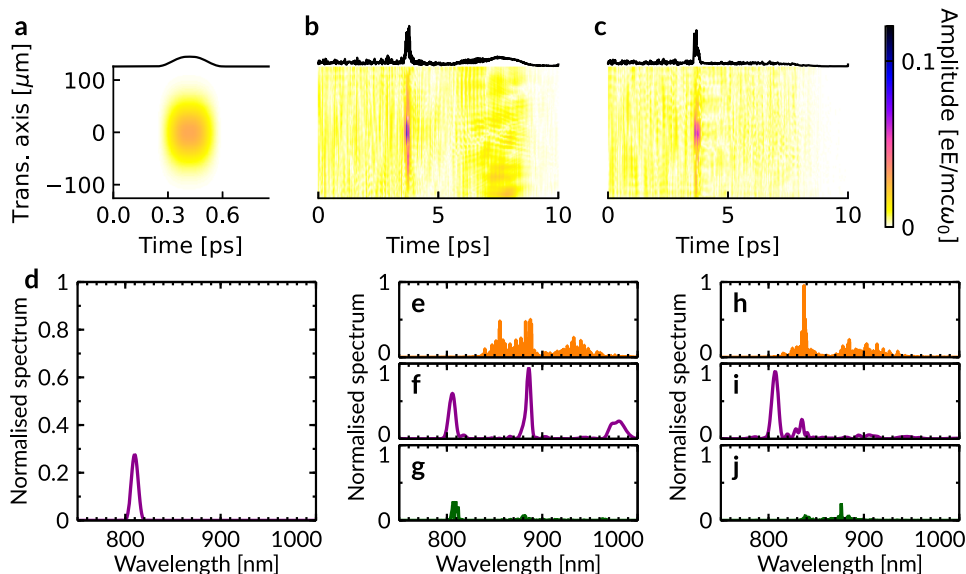 a
b
c
Trans. axis [μm]
100
0
−100
0.0
0.3
0.6
Time [ps]
0
5
10
Time [ps]
0
5
10
Time [ps]
0.1
0
Amplitude [eE/mcω₀]
d
Normalised spectrum
1
0.8
0.6
0.4
0.2
0
800
900
1000
Wavelength [nm]
Normalised spectrum
e
1
0
f
1
0
g
1
0
800
900
1000
Wavelength [nm]
Normalised spectrum
h
1
0
i
1
0
j
1
0
800
900
1000
Wavelength [nm]